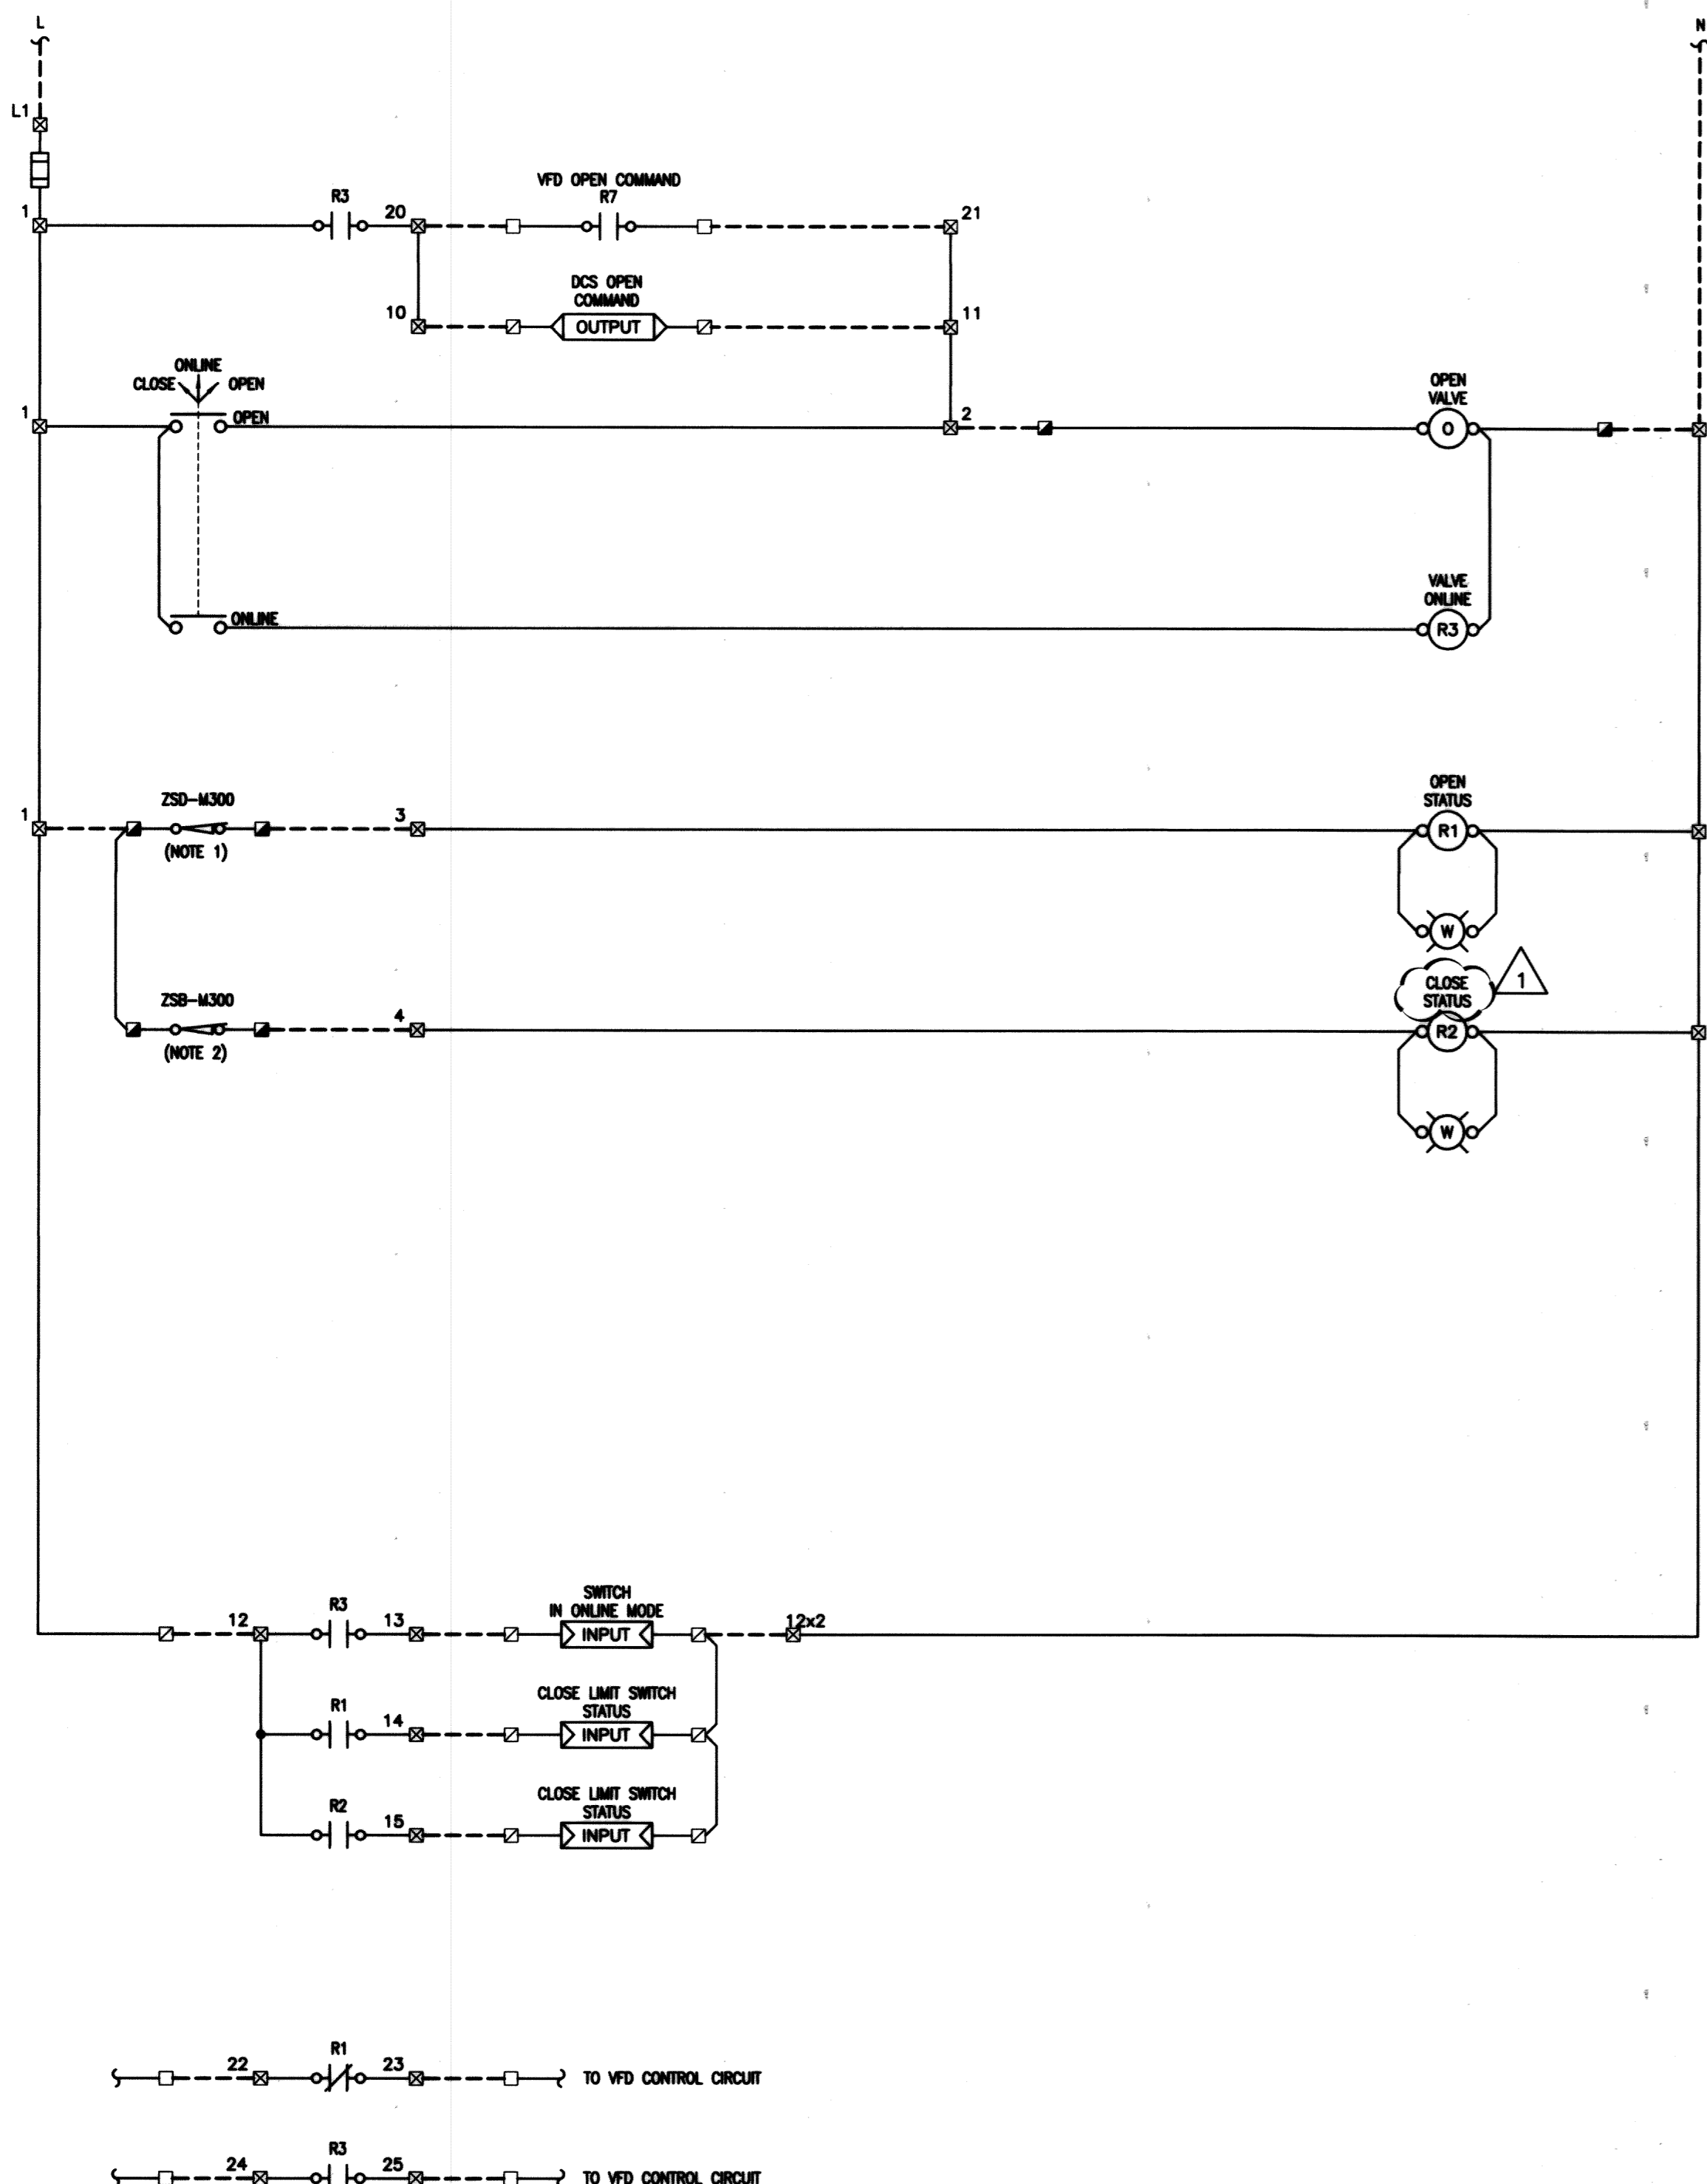 L
N
L1
1
R3
20
VFD OPEN COMMAND
R7
21
DCS OPEN
COMMAND
10
OUTPUT
11
ONLINE
CLOSE
OPEN
1
OPEN
2
OPEN
VALVE
O
ONLINE
VALVE
ONLINE
R3
1
ZSD-M300
(NOTE 1)
3
OPEN
STATUS
R1
W
ZSB-M300
(NOTE 2)
4
CLOSE
STATUS
1
R2
W
12
R3
13
SWITCH
IN ONLINE MODE
INPUT
12x2
R1
14
CLOSE LIMIT SWITCH
STATUS
INPUT
R2
15
CLOSE LIMIT SWITCH
STATUS
INPUT
22
R1
23
TO VFD CONTROL CIRCUIT
24
R3
25
TO VFD CONTROL CIRCUIT